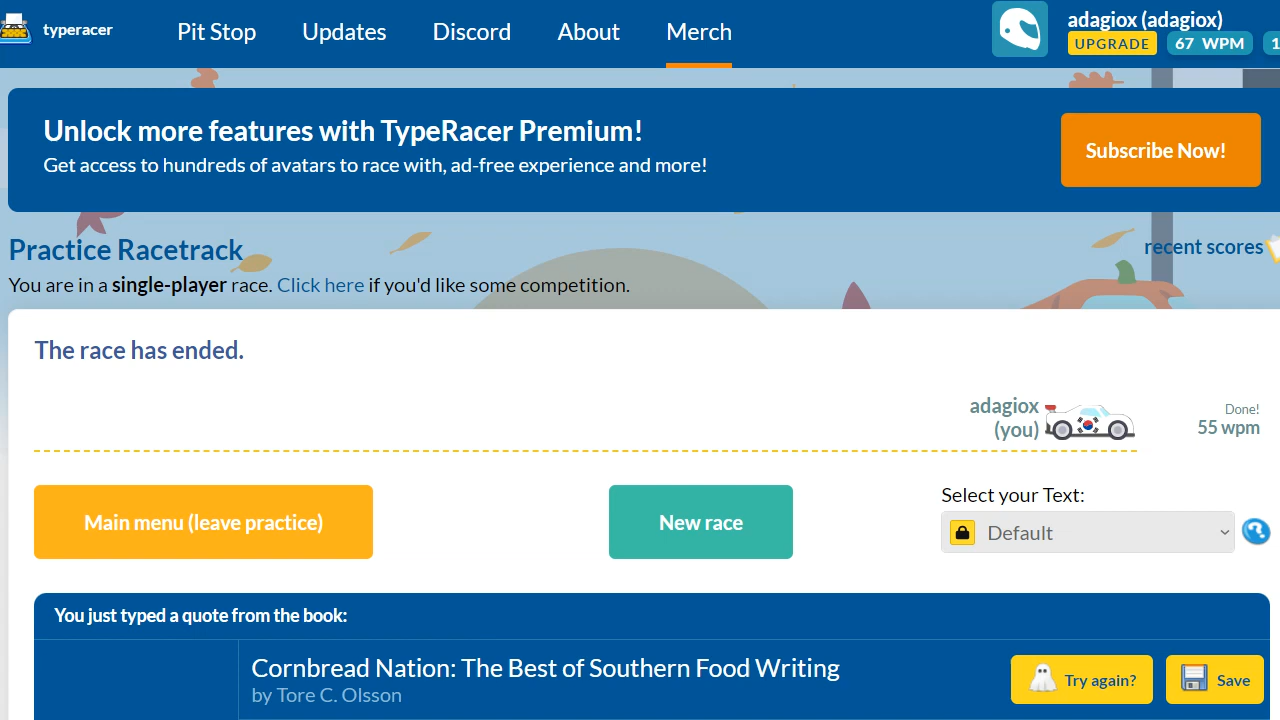 typeracer
Pit Stop
Updates
Discord
About
Merch
adagiox (adagiox)
UPGRADE
67 WPM
1
Unlock more features with TypeRacer Premium!
Get access to hundreds of avatars to race with, ad-free experience and more!
Subscribe Now!
Practice Racetrack
recent scores
You are in a single-player race. Click here if you'd like some competition.
The race has ended.
adagiox
(you)
Done!
55 wpm
Main menu (leave practice)
New race
Select your Text:
Default
You just typed a quote from the book:
Cornbread Nation: The Best of Southern Food Writing
by Tore C. Olsson
Try again?
Save